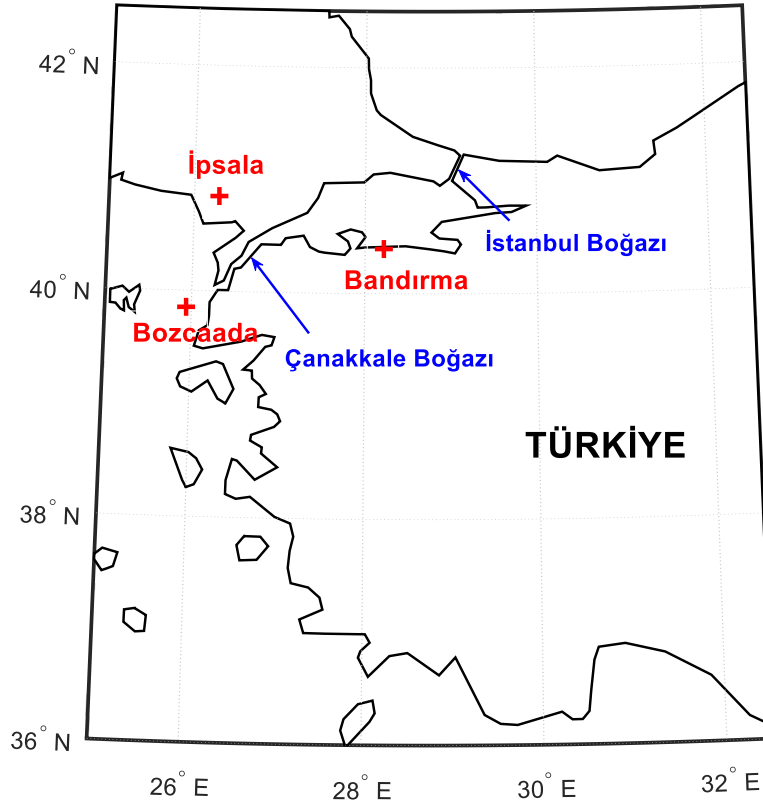 42° N
İpsala
İstanbul Boğazı
Bandırma
40° N
Bozcaada
Çanakkale Boğazı
TÜRKİYE
38° N
36° N
26° E
28° E
30° E
32° E